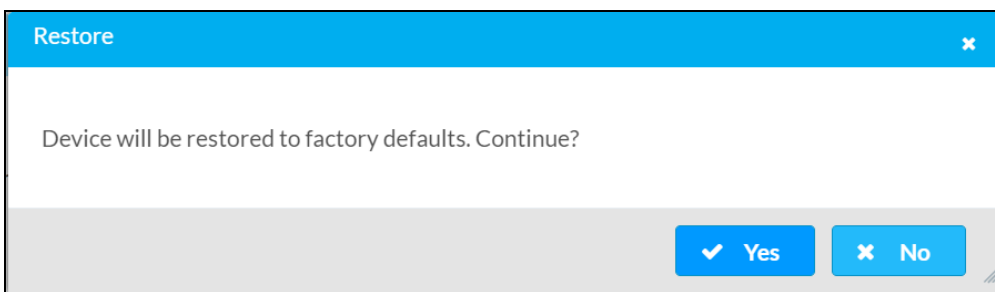 Restore
Device will be restored to factory defaults. Continue?
Yes
No